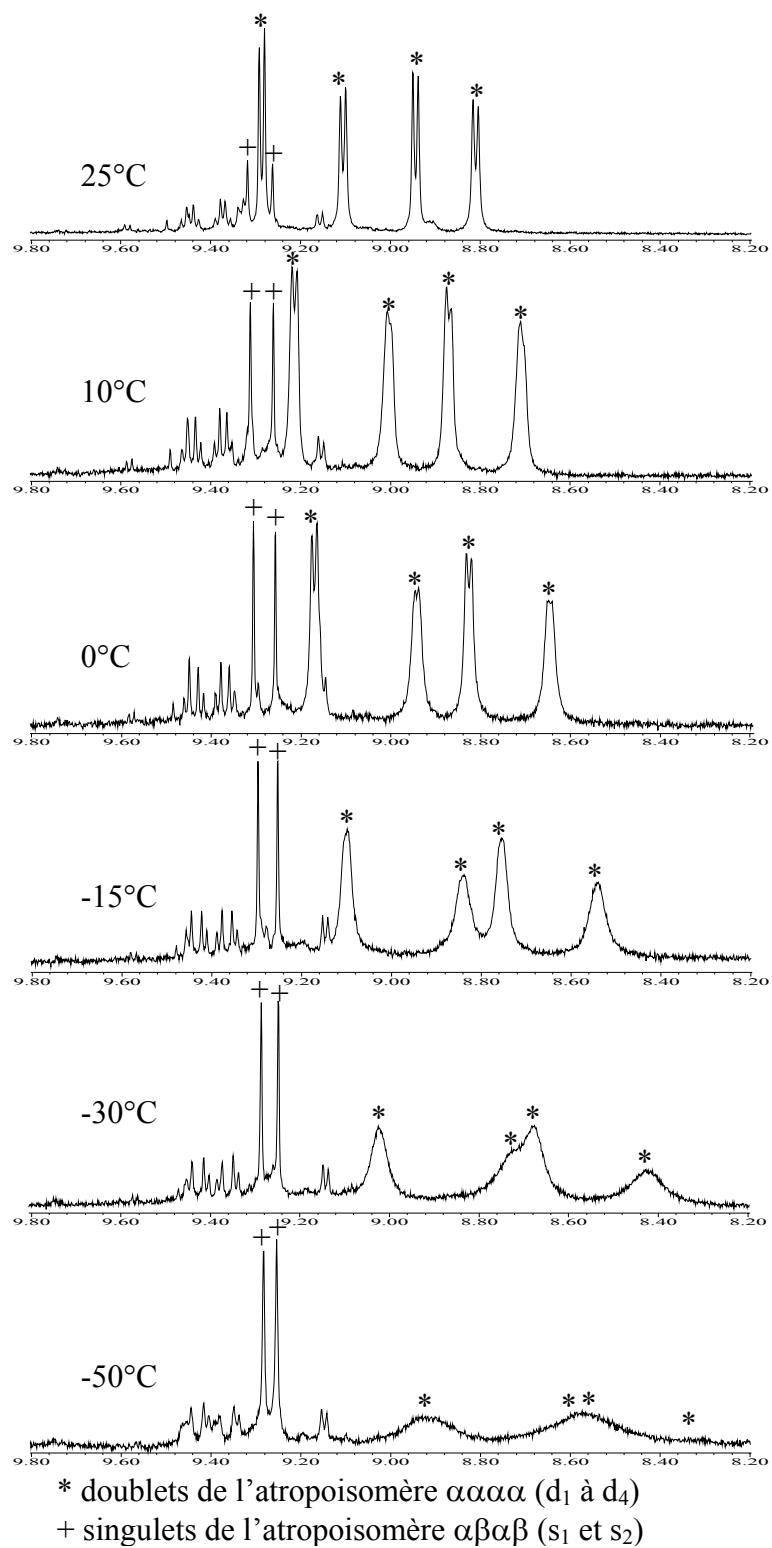 * * * *
+ +
25°C
9.80 9.60 9.40 9.20 9.00 8.80 8.60 8.40 8.20
* * * *
+ +
10°C
9.80 9.60 9.40 9.20 9.00 8.80 8.60 8.40 8.20
+ + * * * *
0°C
9.80 9.60 9.40 9.20 9.00 8.80 8.60 8.40 8.20
+ + * * * *
-15°C
9.80 9.60 9.40 9.20 9.00 8.80 8.60 8.40 8.20
+ + * * * *
-30°C
9.80 9.60 9.40 9.20 9.00 8.80 8.60 8.40 8.20
+ + * * * *
-50°C
9.80 9.60 9.40 9.20 9.00 8.80 8.60 8.40 8.20
* doublets de l’atropoisomère αααα (d₁ à d₄)
+ singulets de l’atropoisomère αβαβ (s₁ et s₂)